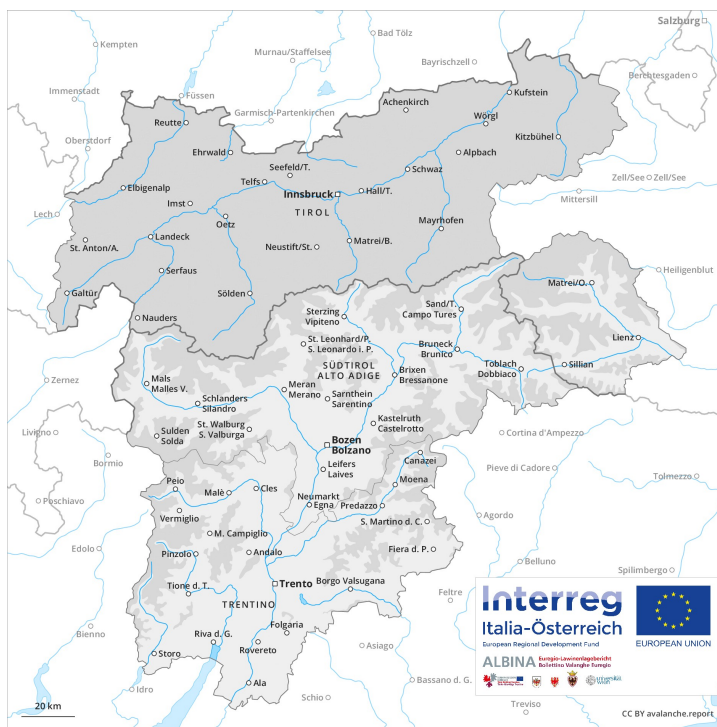 Salzburg
Kempten
Bad Tölz
Murnau/Staffelsee
Bayrischzell
Berchtesgaden
Immenstadt
Füssen
Kufstein
Achenkirch
Garmisch-Partenkirchen
Reutte
Wörgl
Kitzbühel
Oberstdorf
Ehrwald
Alpbach
Seefeld/T.
Schwaz
Zell/See
Zell/See
Telfs
Elbigenalp
Innsbruck
Hall/T.
Mittersill
Imst
TIROL
Lech
Oetz
Mayrhofen
Landeck
St. Anton/A.
Neustift/St.
Matrei/B.
Serfaus
Heiligenblut
Matrei/O.
Galtür
Sölden
Sand/T.
Campo Tures
Nauders
Sterzing
Vipiteno
Lienz
St. Leonhard/P.
S. Leonardo i. P.
Bruneck
Brunico
Toblach
Dobbiaco
Sillian
SÜDTIROL
ALTO ADIGE
Brixen
Bressanone
Zernez
Mals
Malles V.
Meran
Merano
Sarnthein
Sarentino
Schlanders
Silandro
Kastelruth
Castelrotto
St. Walburg
S. Valburga
Livigno
Sulden
Solda
Cortina d'Ampezzo
Bozen
Bolzano
Bormio
Canazei
Leifers
Laives
Pieve di Cadore
Tolmezzo
Peio
Moena
Poschiavo
Malè
Cles
Neumarkt
Egna
Predazzo
Vermiglio
Agordo
S. Martino d. C.
M. Campiglio
Edolo
Pinzolo
Andalo
Fiera d. P.
Belluno
Spilimbergo
Trento
Borgo Valsugana
Tione d. T.
Feltre
TRENTINO
Folgaria
Bienno
Riva d. G.
Rovereto
Asiago
Storo
Ala
Bassano d. G.
Idro
Schio
Treviso
20 km
Interreg
Italia-Österreich
European Regional Development Fund
EUROPEAN UNION
ALBINA
Euregio-Lawinenlagebericht
Bollettino Valanghe Euregio
universität
wien
CC BY avalanche.report